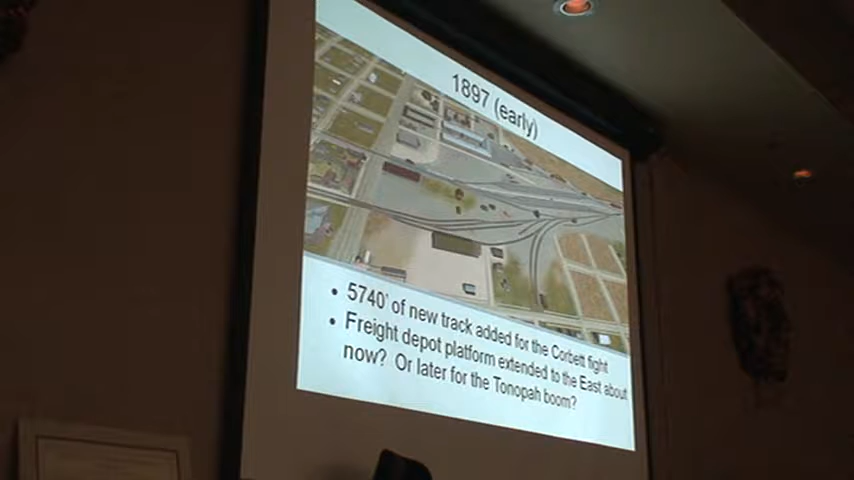 1897 (early)
• 5740' of new track added for the Corbett fight
• Freight depot platform extended to the East about
now? Or later for the Tonopah boom?